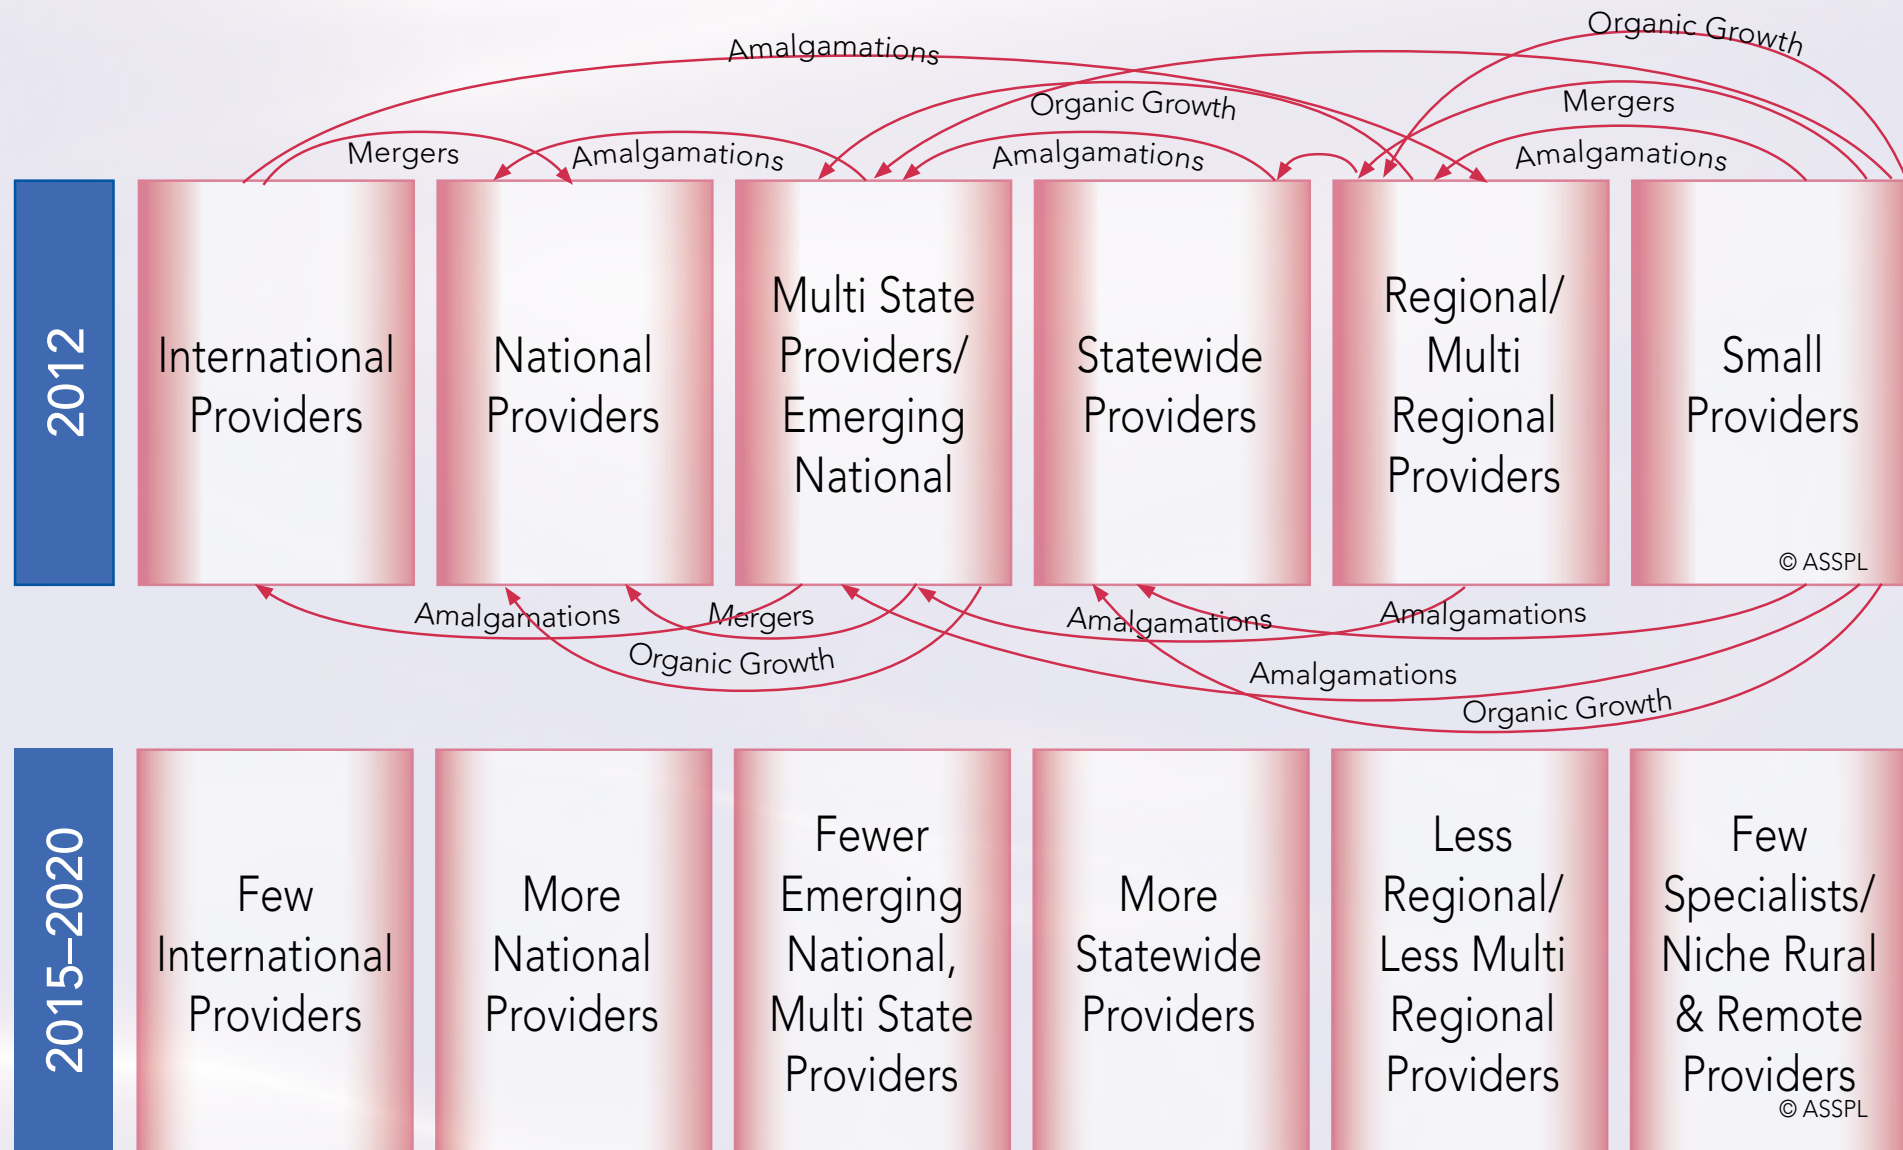 Organic Growth
Amalgamations
Organic Growth
Mergers
Mergers
Amalgamations
Amalgamations
Amalgamations
2012
International
Providers
National
Providers
Multi State
Providers/
Emerging
National
Statewide
Providers
Regional/
Multi
Regional
Providers
Small
Providers
© ASSPL
Amalgamations
Mergers
Amalgamations
Amalgamations
Organic Growth
Amalgamations
Organic Growth
2015–2020
Few
International
Providers
More
National
Providers
Fewer
Emerging
National,
Multi State
Providers
More
Statewide
Providers
Less
Regional/
Less Multi
Regional
Providers
Few
Specialists/
Niche Rural
& Remote
Providers
© ASSPL